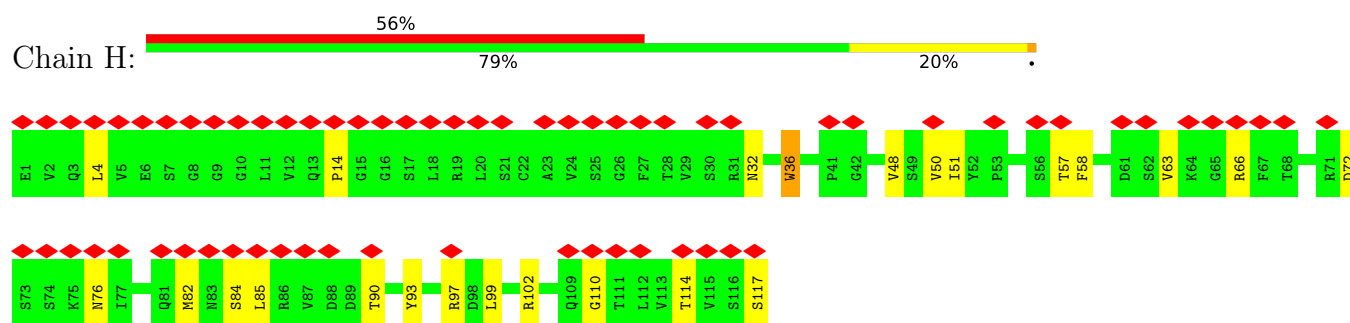 56%
Chain H:
79% 20% •
E1 V2 Q3 L4 V5 E6 S7 G8 G9 G10 L11 V12 Q13 P14 G15 G16 S17 L18 R19 L20 S21 C22 A23 V24 S25 G26 F27 T28 V29 S30 R31 N32 W36 P41 G42 V48 S49 V50 I51 Y52 P53 S56 T57 F58 D61 S62 V63 K64 G65 R66 F67 T68 R71 D72
S73 S74 K75 N76 I77 Q81 M82 N83 S84 L85 R86 V87 D88 D89 T90 Y93 R97 D98 L99 R102 Q109 G110 T111 L112 V113 T114 V115 S116 S117